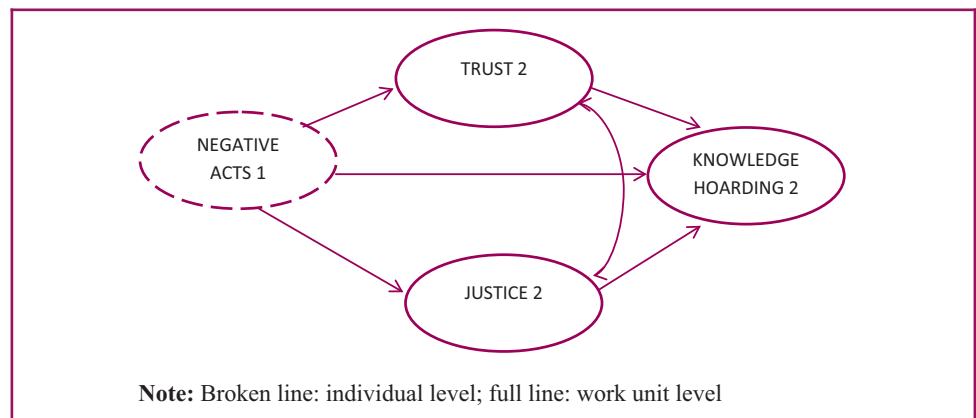 TRUST 2
NEGATIVE
ACTS 1
KNOWLEDGE
HOARDING 2
JUSTICE 2
Note: Broken line: individual level; full line: work unit level